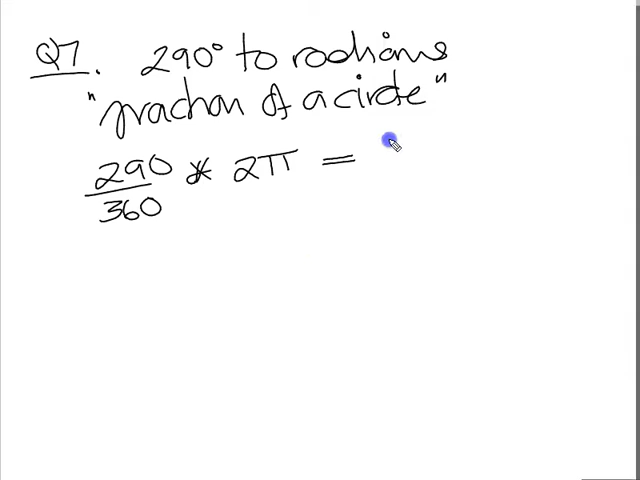 Q7. 290° to radians
"fraction of a circle"
290/360 * 2π =